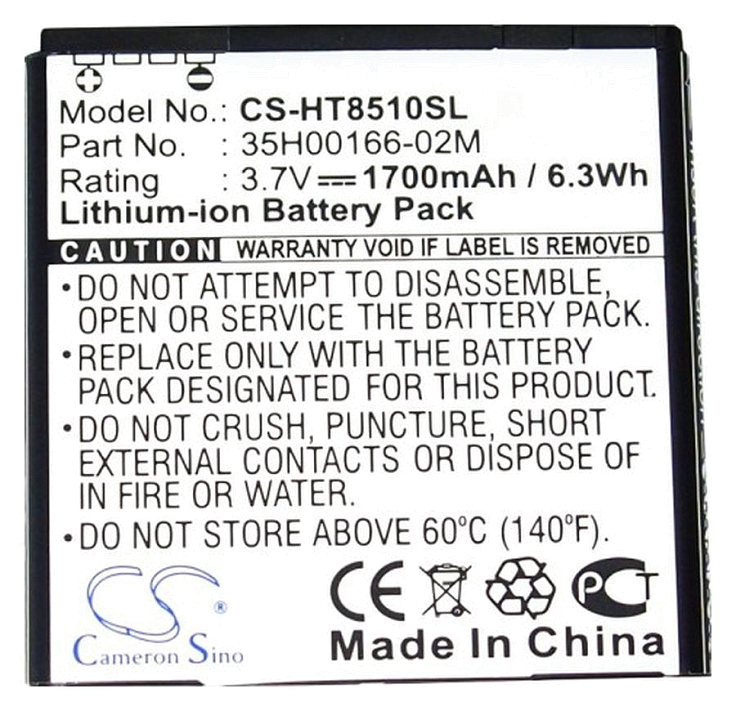 Model No.: CS-HT8510SL
Part No. : 35H00166-02M
Rating : 3.7V 1700mAh / 6.3Wh
Lithium-ion Battery Pack
CAUTION WARRANTY VOID IF LABEL IS REMOVED
•DO NOT ATTEMPT TO DISASSEMBLE,
OPEN OR SERVICE THE BATTERY PACK.
•REPLACE ONLY WITH THE BATTERY
PACK DESIGNATED FOR THIS PRODUCT.
•DO NOT CRUSH, PUNCTURE, SHORT
EXTERNAL CONTACTS OR DISPOSE OF
IN FIRE OR WATER.
•DO NOT STORE ABOVE 60°C (140°F).
CS®
Cameron Sino
CE PCT
Made In China